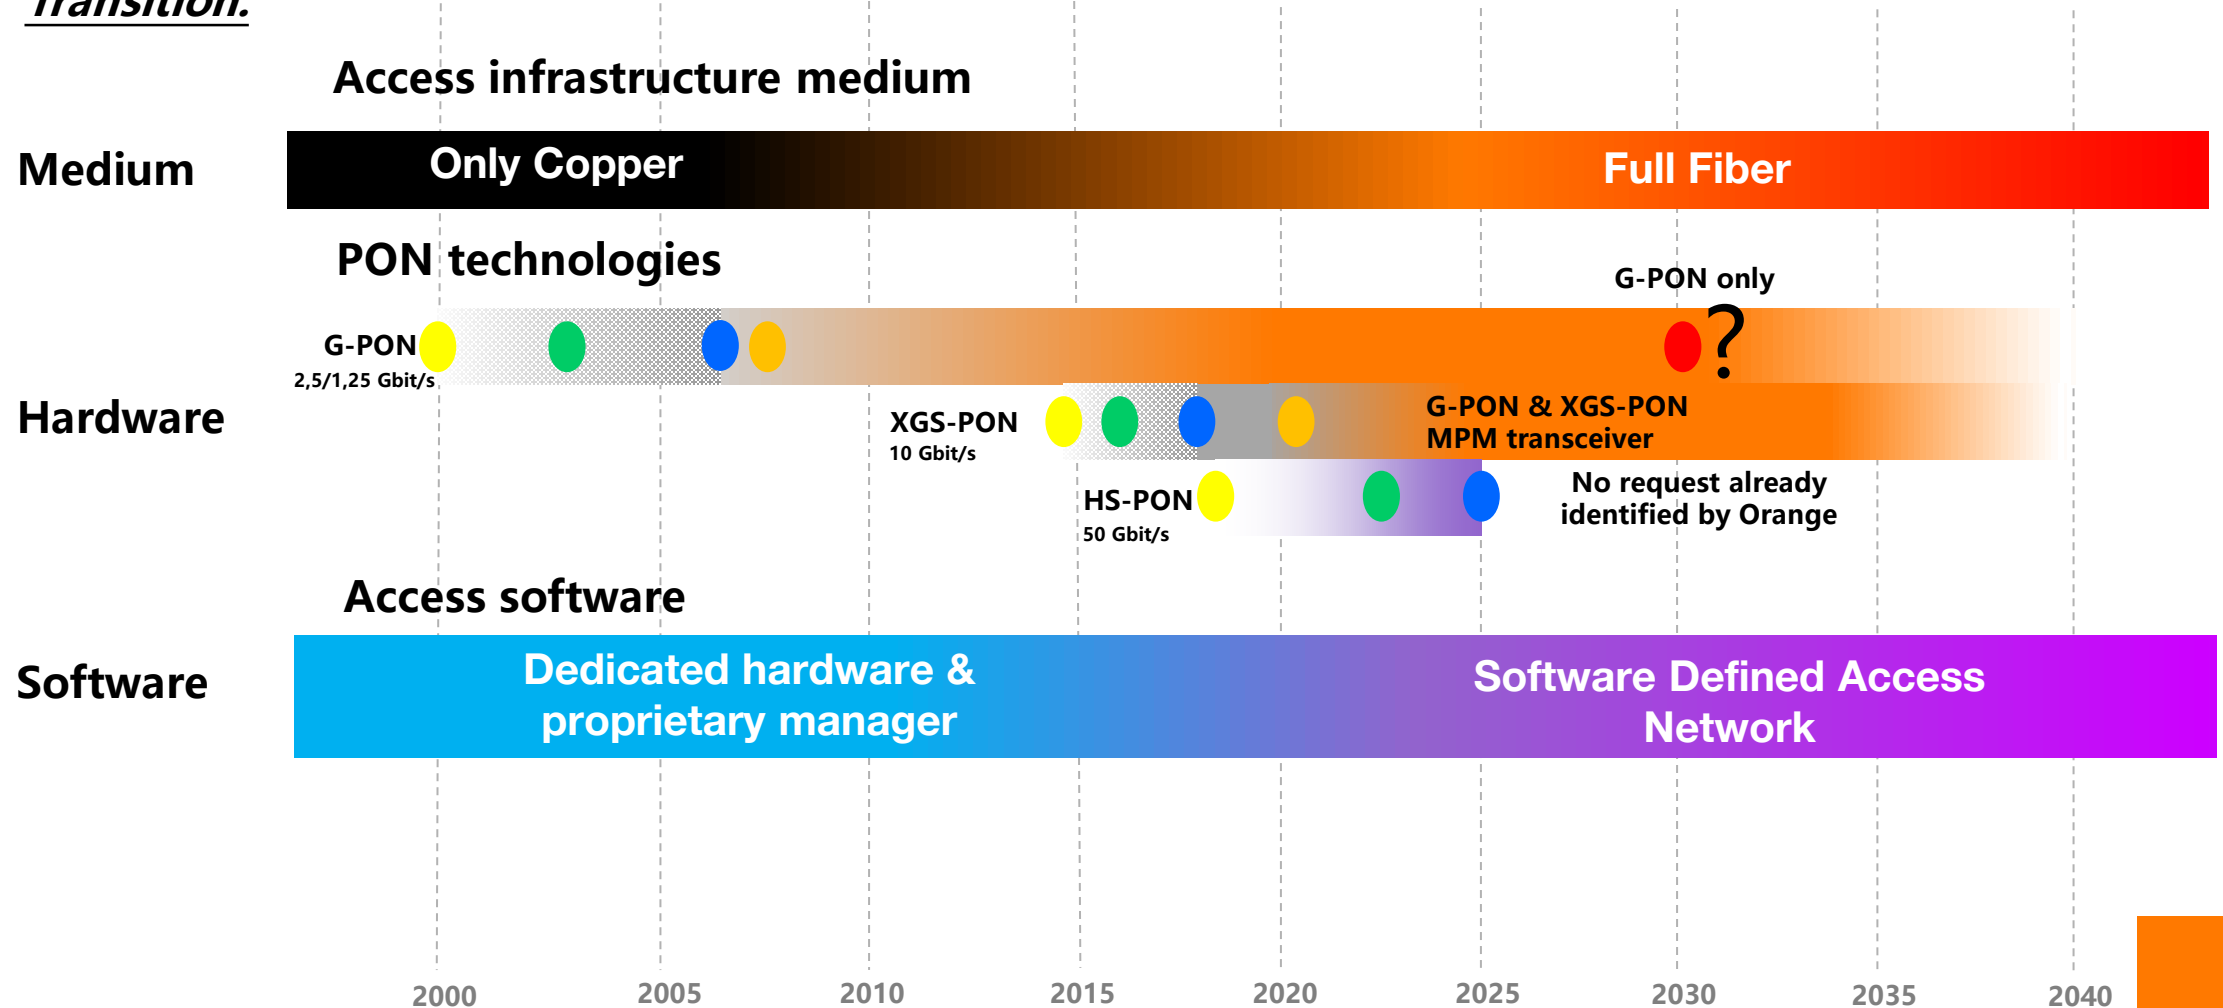 Transition:
Access infrastructure medium
Medium
Only Copper
Full Fiber
PON technologies
G-PON only
G-PON
2,5/1,25 Gbit/s
?
Hardware
XGS-PON
10 Gbit/s
G-PON & XGS-PON
MPM transceiver
HS-PON
50 Gbit/s
No request already
identified by Orange
Access software
Software
Dedicated hardware &
proprietary manager
Software Defined Access
Network
2000 2005 2010 2015 2020 2025 2030 2035 2040